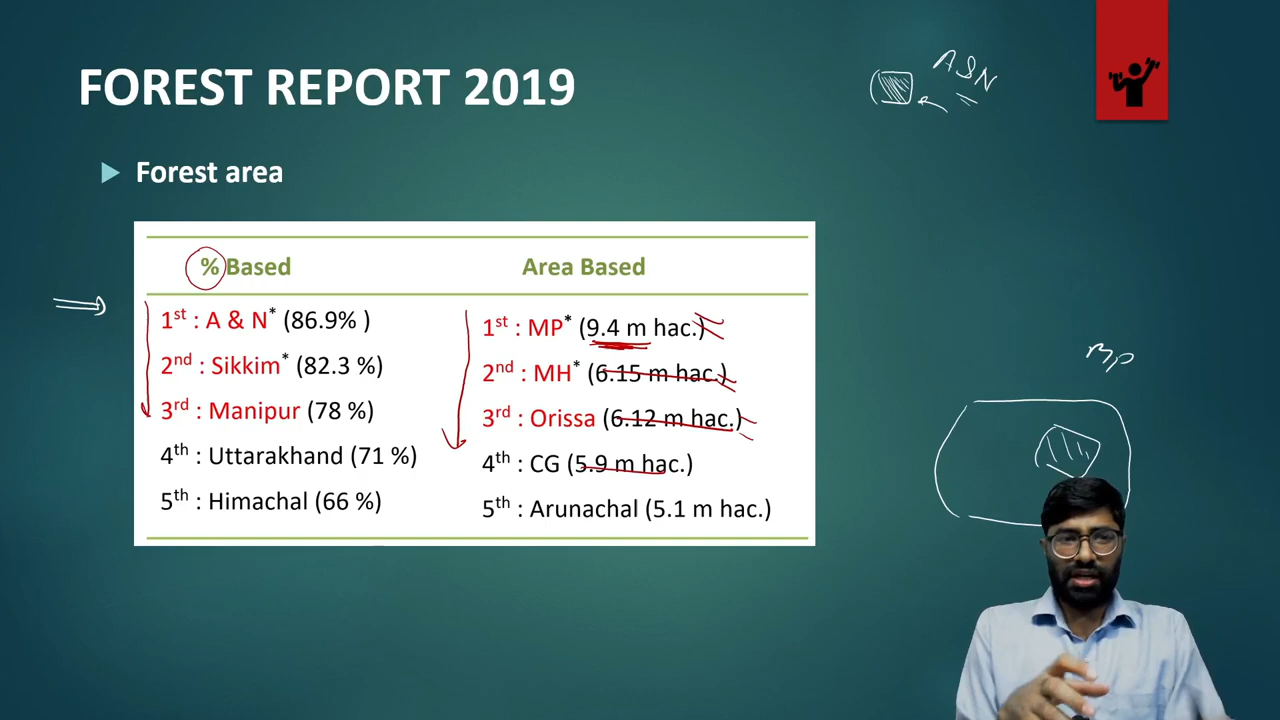 FOREST REPORT 2019
A&N
Forest area
% Based
Area Based
1st : A & N* (86.9% )
1st : MP* (9.4 m hac.)
2nd : Sikkim* (82.3 %)
2nd : MH* (6.15 m hac.)
3rd : Manipur (78 %)
3rd : Orissa (6.12 m hac.)
4th : Uttarakhand (71 %)
4th : CG (5.9 m hac.)
5th : Himachal (66 %)
5th : Arunachal (5.1 m hac.)
MP